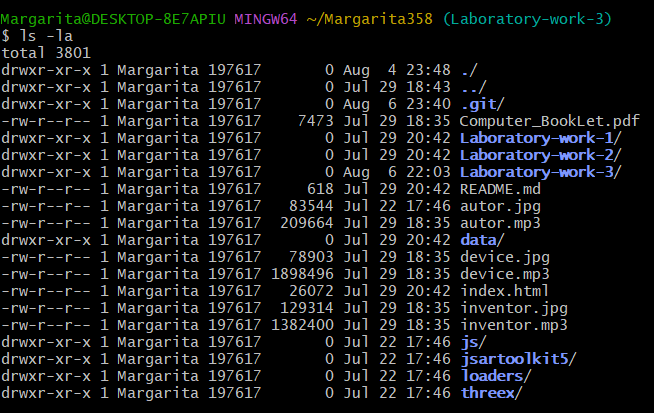 Margarita@DESKTOP-8E7APIU MINGW64 ~/Margarita358 (Laboratory-work-3)
$ ls -la
total 3801
drwxr-xr-x 1 Margarita 197617       0 Aug  4 23:48 ./
drwxr-xr-x 1 Margarita 197617       0 Jul 29 18:43 ../
drwxr-xr-x 1 Margarita 197617       0 Aug  6 23:40 .git/
-rw-r--r-- 1 Margarita 197617    7473 Jul 29 18:35 Computer_BookLet.pdf
drwxr-xr-x 1 Margarita 197617       0 Jul 29 20:42 Laboratory-work-1/
drwxr-xr-x 1 Margarita 197617       0 Jul 29 20:42 Laboratory-work-2/
drwxr-xr-x 1 Margarita 197617       0 Aug  6 22:03 Laboratory-work-3/
-rw-r--r-- 1 Margarita 197617     618 Jul 29 20:42 README.md
-rw-r--r-- 1 Margarita 197617   83544 Jul 22 17:46 autor.jpg
-rw-r--r-- 1 Margarita 197617  209664 Jul 29 18:35 autor.mp3
drwxr-xr-x 1 Margarita 197617       0 Jul 29 20:42 data/
-rw-r--r-- 1 Margarita 197617   78903 Jul 29 18:35 device.jpg
-rw-r--r-- 1 Margarita 197617 1898496 Jul 29 18:35 device.mp3
-rw-r--r-- 1 Margarita 197617   26072 Jul 29 20:42 index.html
-rw-r--r-- 1 Margarita 197617  129314 Jul 29 18:35 inventor.jpg
-rw-r--r-- 1 Margarita 197617 1382400 Jul 29 18:35 inventor.mp3
drwxr-xr-x 1 Margarita 197617       0 Jul 22 17:46 js/
drwxr-xr-x 1 Margarita 197617       0 Jul 22 17:46 jsartoolkit5/
drwxr-xr-x 1 Margarita 197617       0 Jul 22 17:46 loaders/
drwxr-xr-x 1 Margarita 197617       0 Jul 22 17:46 threex/